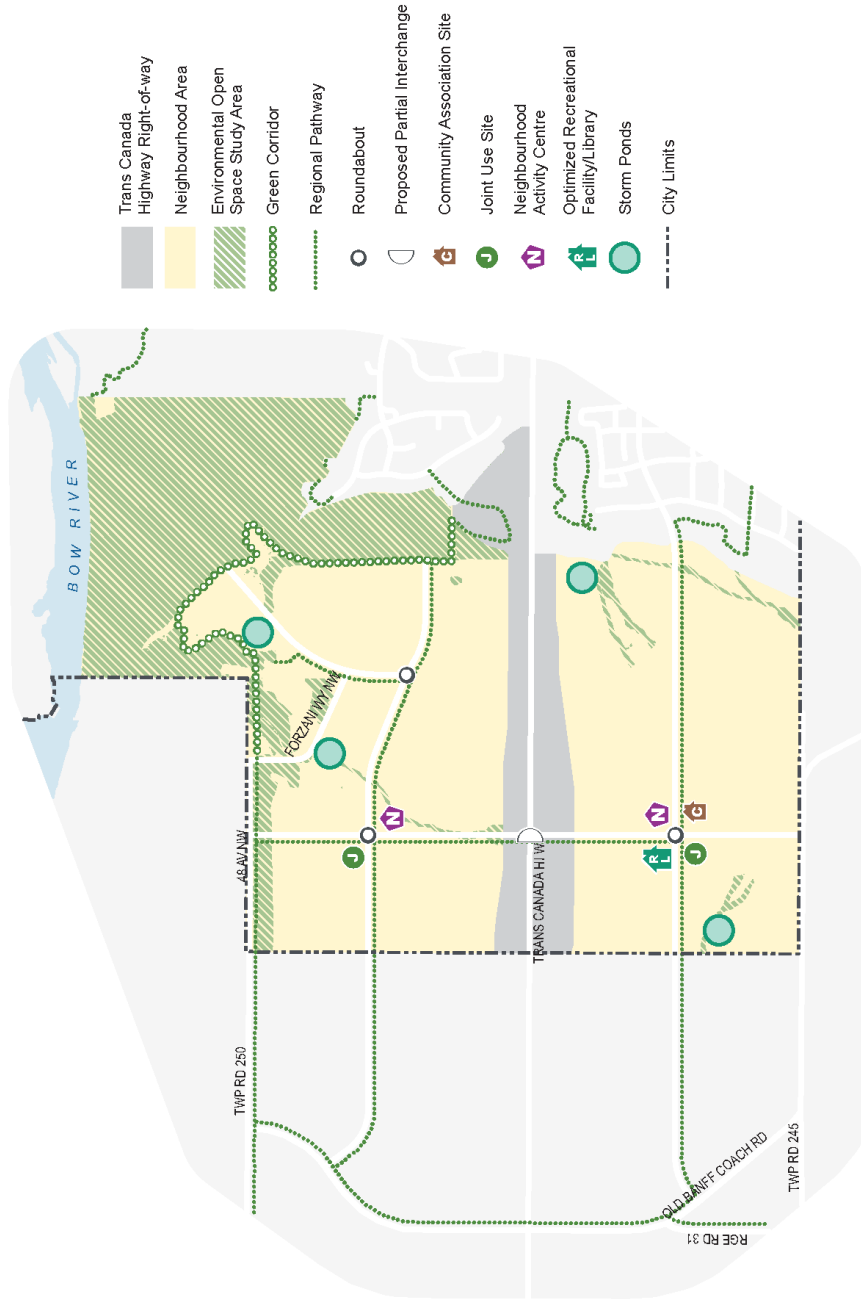 BOW RIVER
48 AV NW
FORZANI WY NW
TWP RD 250
TRANS CANADA HI W
OLD BANFF COACH RD
TWP RD 245
RGE RD 31
J
N
N
C
R
L
J
Trans Canada
Highway Right-of-way
Neighbourhood Area
Environmental Open
Space Study Area
Green Corridor
Regional Pathway
Roundabout
Proposed Partial Interchange
C
Community Association Site
J
Joint Use Site
N
Neighbourhood
Activity Centre
R
L
Optimized Recreational
Facility/Library
Storm Ponds
City Limits